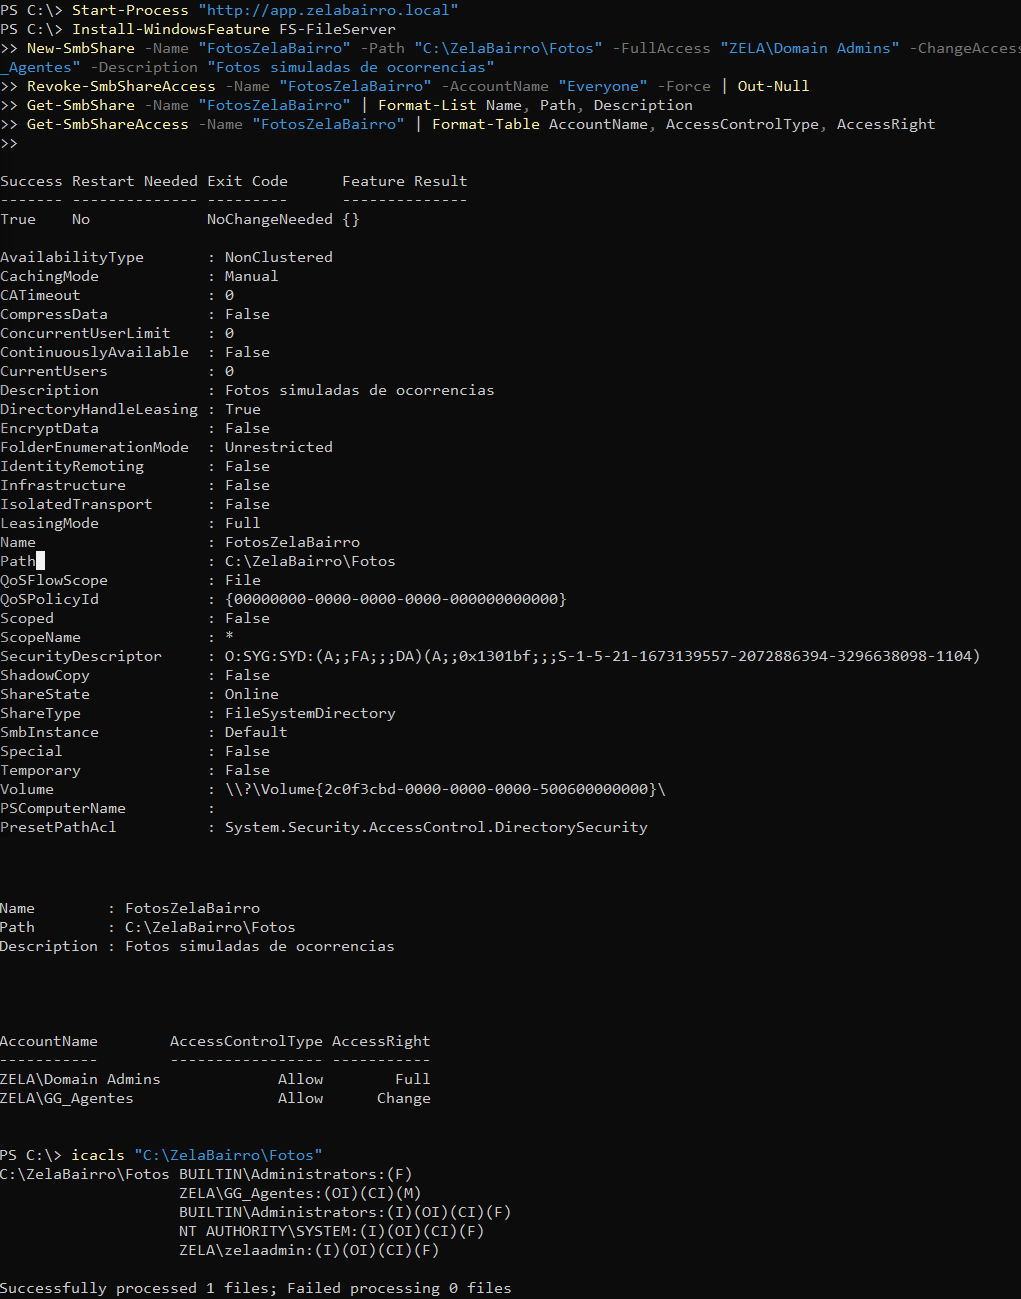 PS C:\> Start-Process "http://app.zelabairro.local"
PS C:\> Install-WindowsFeature FS-FileServer
>> New-SmbShare -Name "FotosZelaBairro" -Path "C:\ZelaBairro\Fotos" -FullAccess "ZELA\Domain Admins" -ChangeAccess
_Agentes" -Description "Fotos simuladas de ocorrencias"
>> Revoke-SmbShareAccess -Name "FotosZelaBairro" -AccountName "Everyone" -Force | Out-Null
>> Get-SmbShare -Name "FotosZelaBairro" | Format-List Name, Path, Description
>> Get-SmbShareAccess -Name "FotosZelaBairro" | Format-Table AccountName, AccessControlType, AccessRight
>>
Success Restart Needed Exit Code      Feature Result
------- -------------- ---------      --------------
True    No             NoChangeNeeded {}
AvailabilityType       : NonClustered
CachingMode            : Manual
CATimeout              : 0
CompressData           : False
ConcurrentUserLimit    : 0
ContinuouslyAvailable  : False
CurrentUsers           : 0
Description            : Fotos simuladas de ocorrencias
DirectoryHandleLeasing : True
EncryptData            : False
FolderEnumerationMode  : Unrestricted
IdentityRemoting       : False
Infrastructure         : False
IsolatedTransport      : False
LeasingMode            : Full
Name                   : FotosZelaBairro
Path                   : C:\ZelaBairro\Fotos
QoSFlowScope           : File
QoSPolicyId            : {00000000-0000-0000-0000-000000000000}
Scoped                 : False
ScopeName              : *
SecurityDescriptor     : O:SYG:SYD:(A;;FA;;;DA)(A;;0x1301bf;;;S-1-5-21-1673139557-2072886394-3296638098-1104)
ShadowCopy             : False
ShareState             : Online
ShareType              : FileSystemDirectory
SmbInstance            : Default
Special                : False
Temporary              : False
Volume                 : \\?\Volume{2c0f3cbd-0000-0000-0000-500600000000}\
PSComputerName         :
PresetPathAcl          : System.Security.AccessControl.DirectorySecurity
Name        : FotosZelaBairro
Path        : C:\ZelaBairro\Fotos
Description : Fotos simuladas de ocorrencias
AccountName        AccessControlType AccessRight
-----------        ----------------- -----------
ZELA\Domain Admins             Allow        Full
ZELA\GG_Agentes                Allow      Change
PS C:\> icacls "C:\ZelaBairro\Fotos"
C:\ZelaBairro\Fotos BUILTIN\Administrators:(F)
                    ZELA\GG_Agentes:(OI)(CI)(M)
                    BUILTIN\Administrators:(I)(OI)(CI)(F)
                    NT AUTHORITY\SYSTEM:(I)(OI)(CI)(F)
                    ZELA\zelaadmin:(I)(OI)(CI)(F)
Successfully processed 1 files; Failed processing 0 files